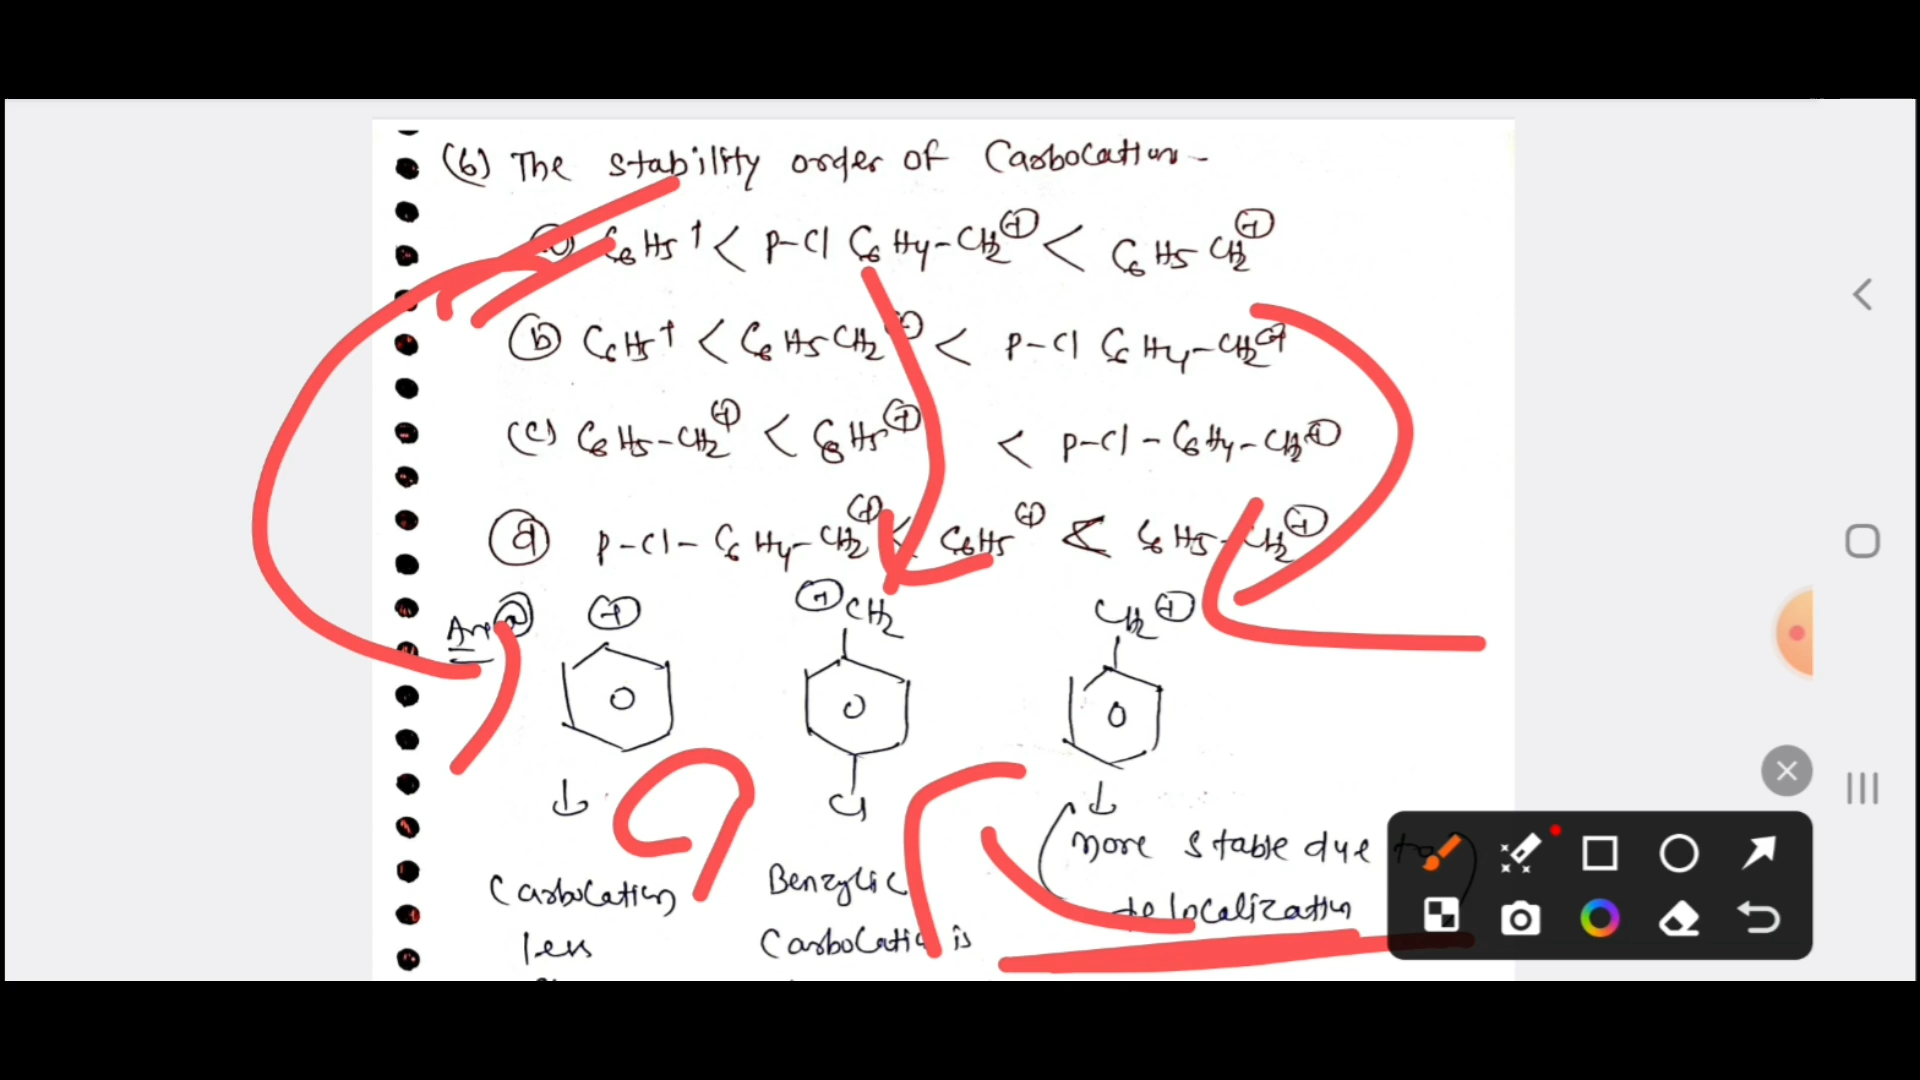 (6) The stability order of Carbocation-
(a) C6H5+ < P-Cl C6H4-CH2⊕ < C6H5CH2⊕
(b) C6H5+ < C6H5CH2⊕ < P-Cl C6H4-CH2⊕
(c) C6H5-CH2⊕ < C6H5⊕ < P-Cl-C6H4-CH2⊕
(d) P-Cl-C6H4-CH2⊕ < C6H5⊕ < C6H5-CH2⊕
Ans (a)
⊕
⊕CH2
CH2⊕
Cl
Carbocation less
Benzylic Carbocation is
more stable due to delocalization